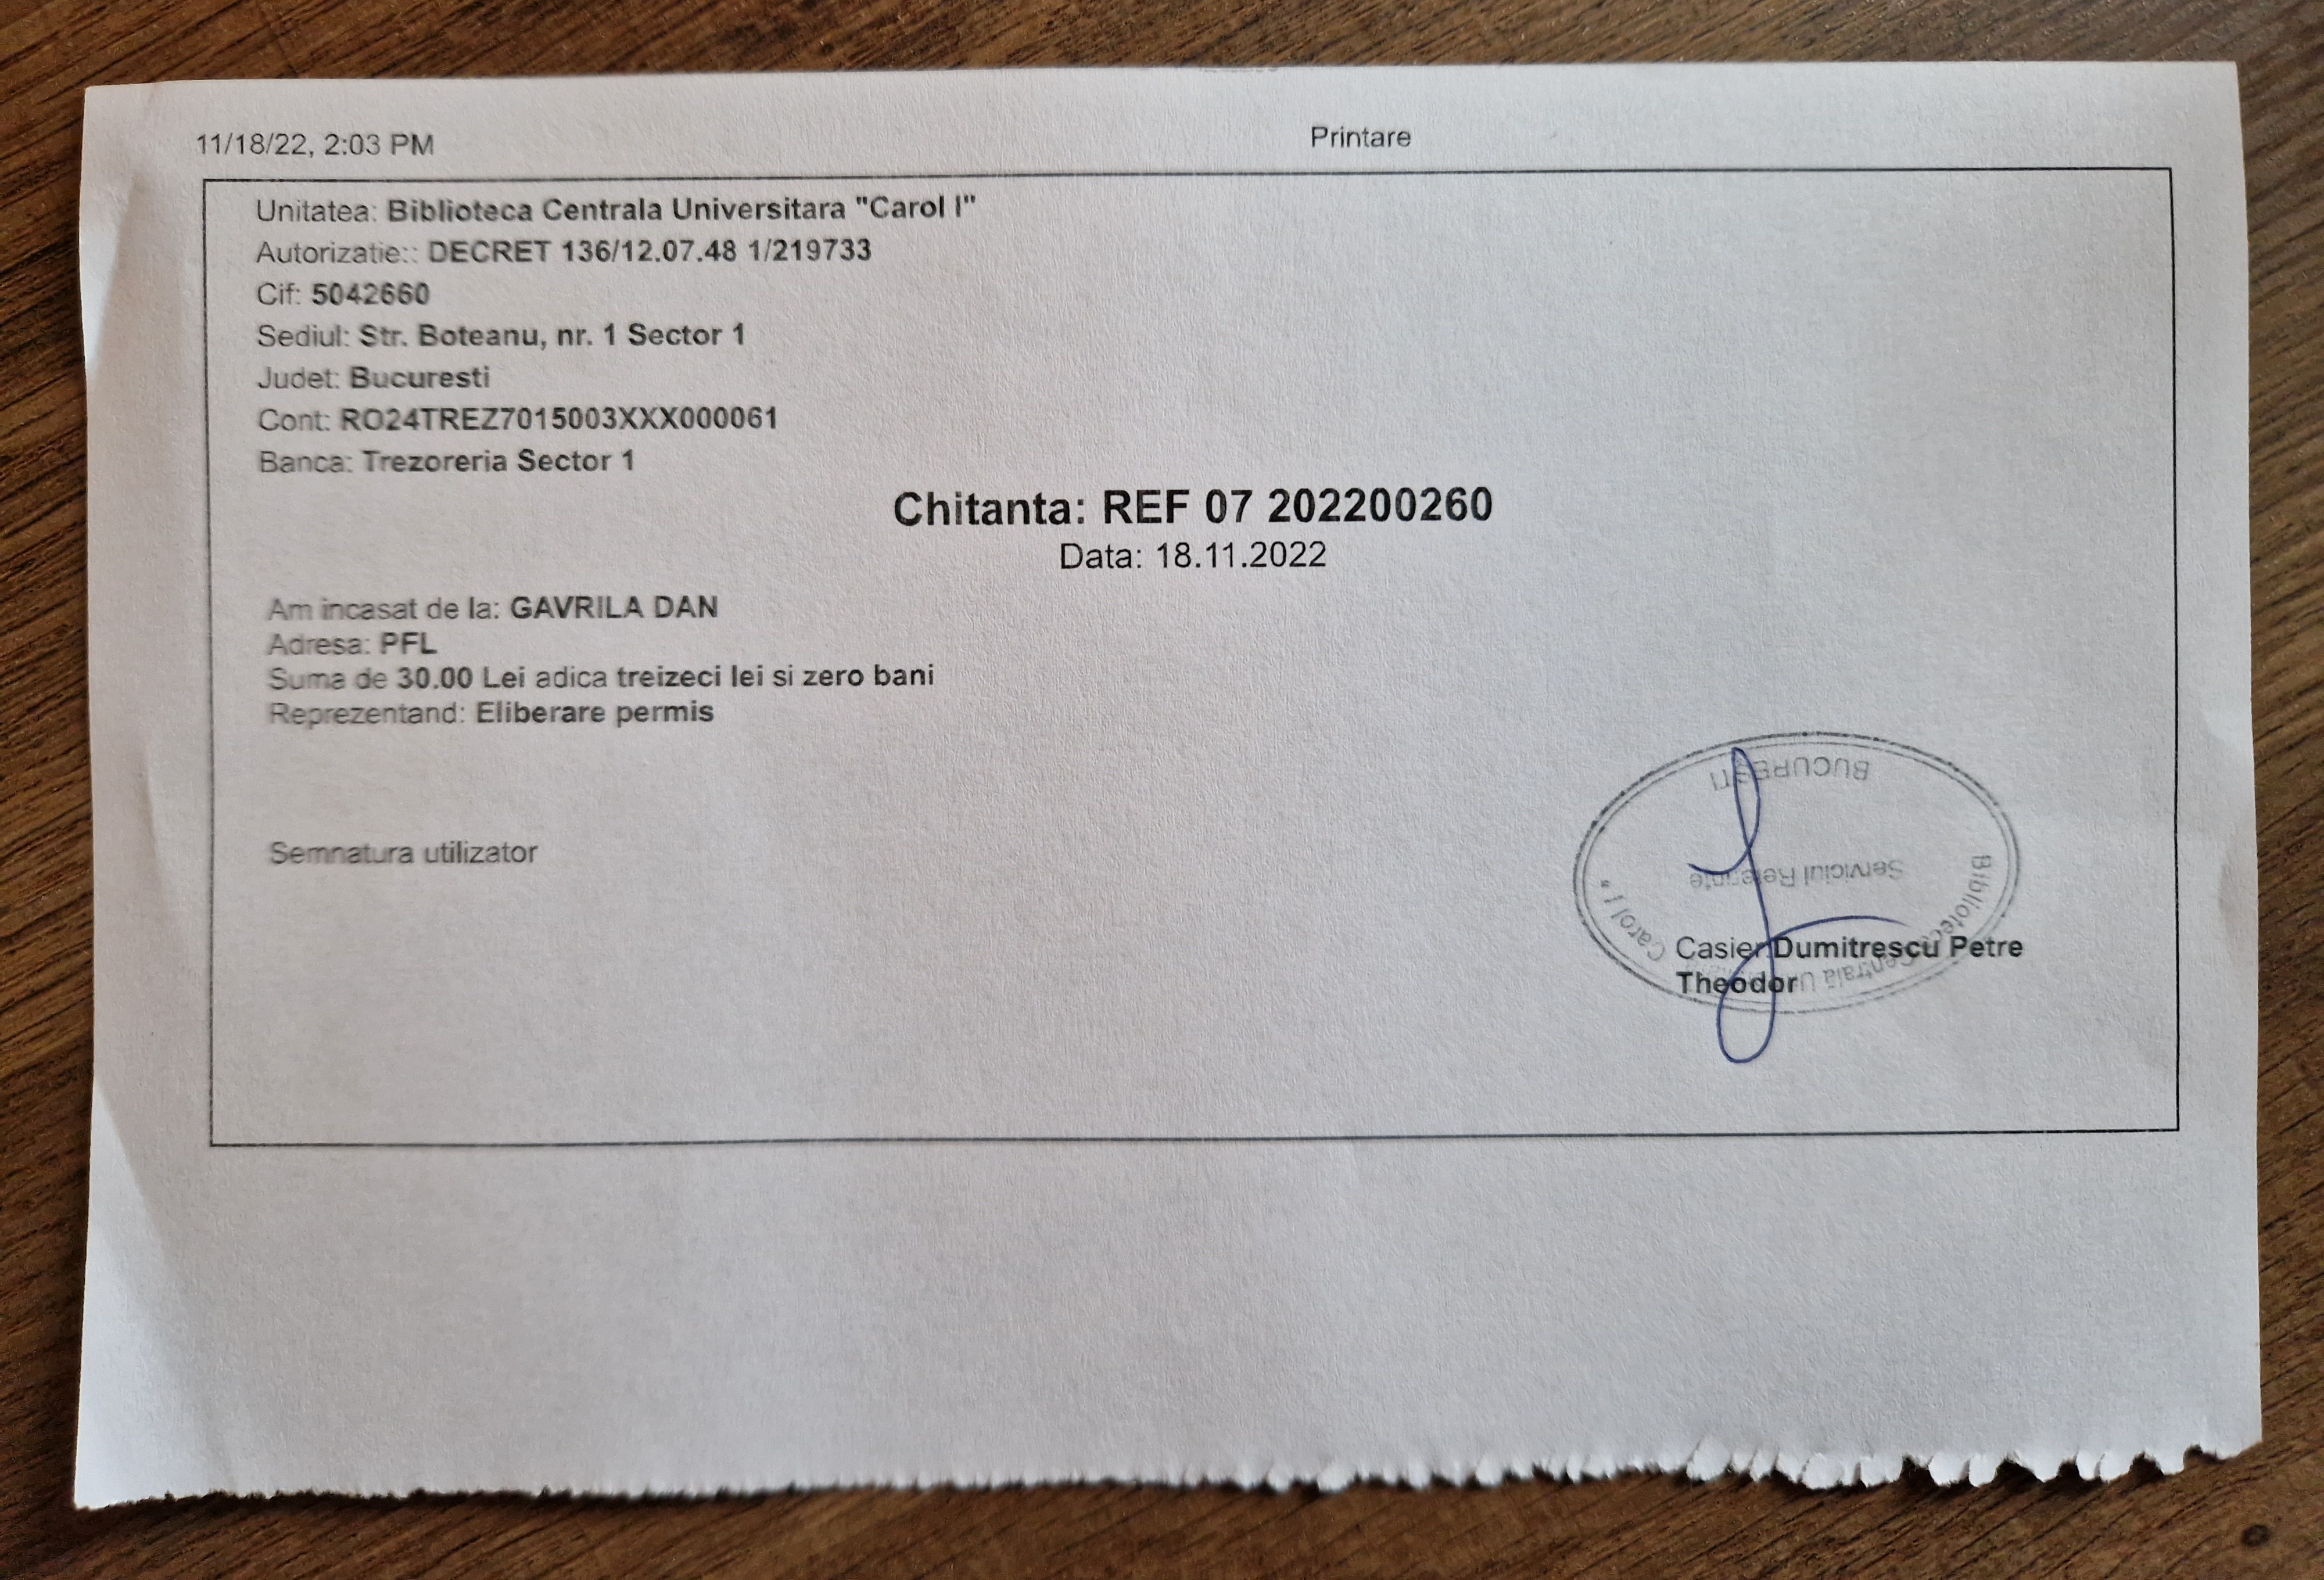 11/18/22, 2:03 PM
Printare
Unitatea: Biblioteca Centrala Universitara "Carol I"
Autorizatie:: DECRET 136/12.07.48 1/219733
Cif: 5042660
Sediul: Str. Boteanu, nr. 1 Sector 1
Judet: Bucuresti
Cont: RO24TREZ7015003XXX000061
Banca: Trezoreria Sector 1
Chitanta: REF 07 202200260
Data: 18.11.2022
Am incasat de la: GAVRILA DAN
Adresa: PFL
Suma de 30.00 Lei adica treizeci lei si zero bani
Reprezentand: Eliberare permis
Semnatura utilizator
BUCUREȘTI
Serviciul Referințe
Biblioteca Centrală Carol I"
Casier Dumitrescu Petre
Theodor